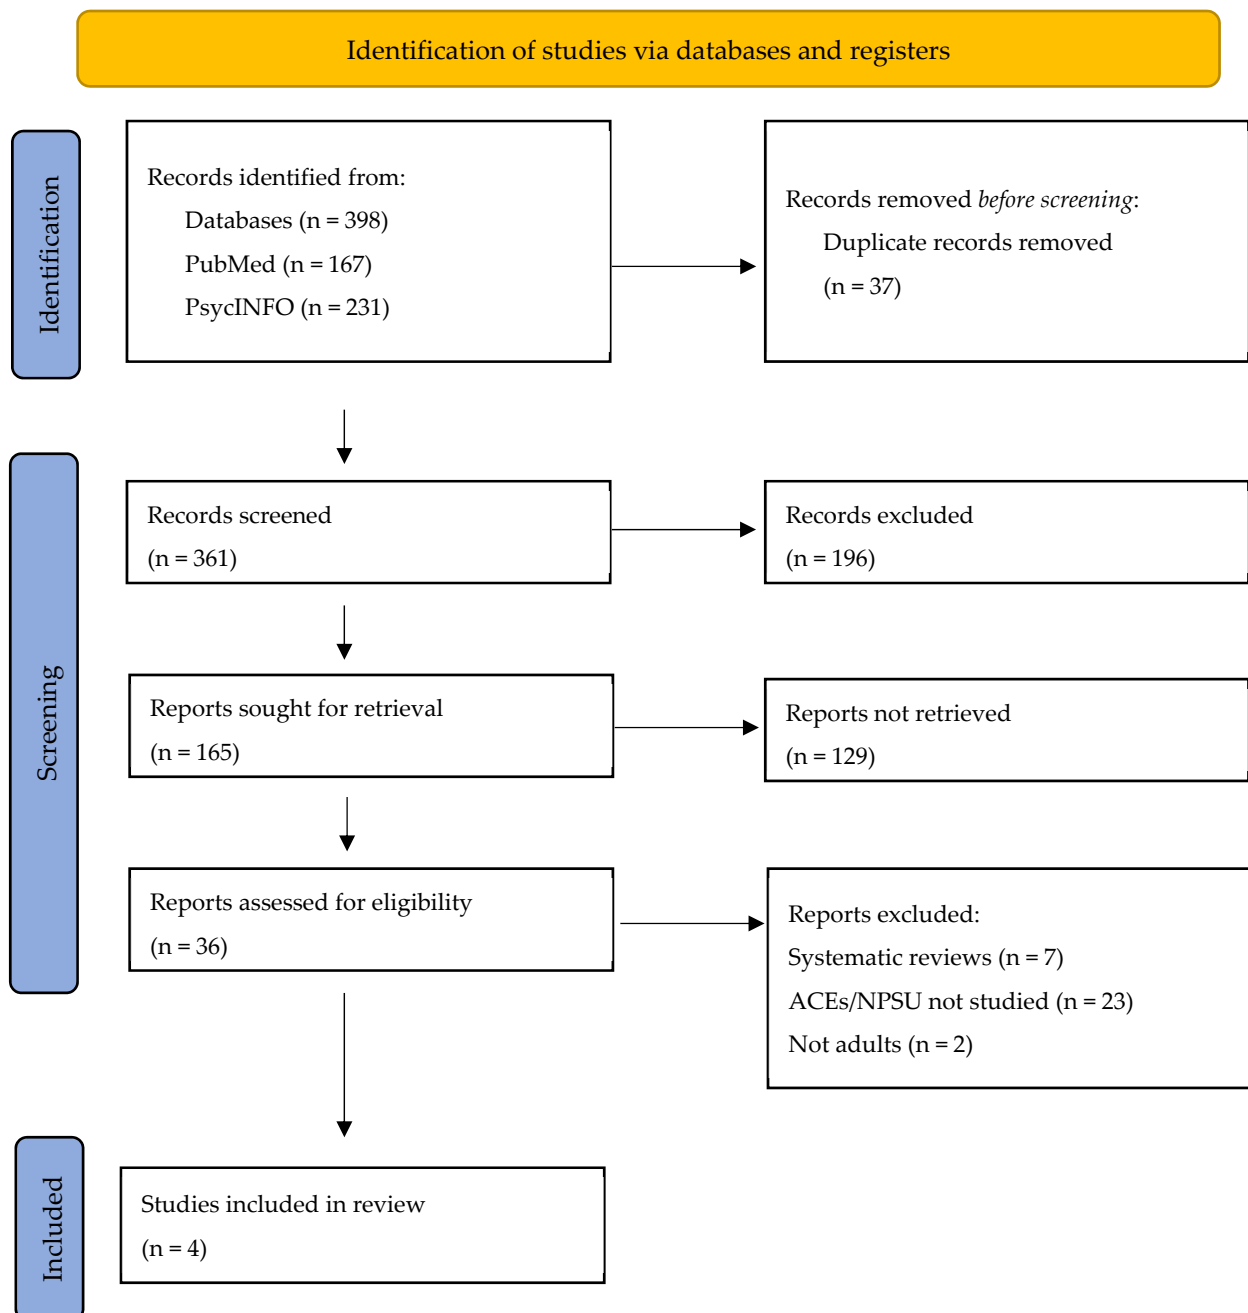 Identification of studies via databases and registers
Identification
Records identified from:
Databases (n = 398)
PubMed (n = 167)
PsycINFO (n = 231)
Records removed before screening:
Duplicate records removed
(n = 37)
Screening
Records screened
(n = 361)
Records excluded
(n = 196)
Reports sought for retrieval
(n = 165)
Reports not retrieved
(n = 129)
Reports assessed for eligibility
(n = 36)
Reports excluded:
Systematic reviews (n = 7)
ACEs/NPSU not studied (n = 23)
Not adults (n = 2)
Included
Studies included in review
(n = 4)